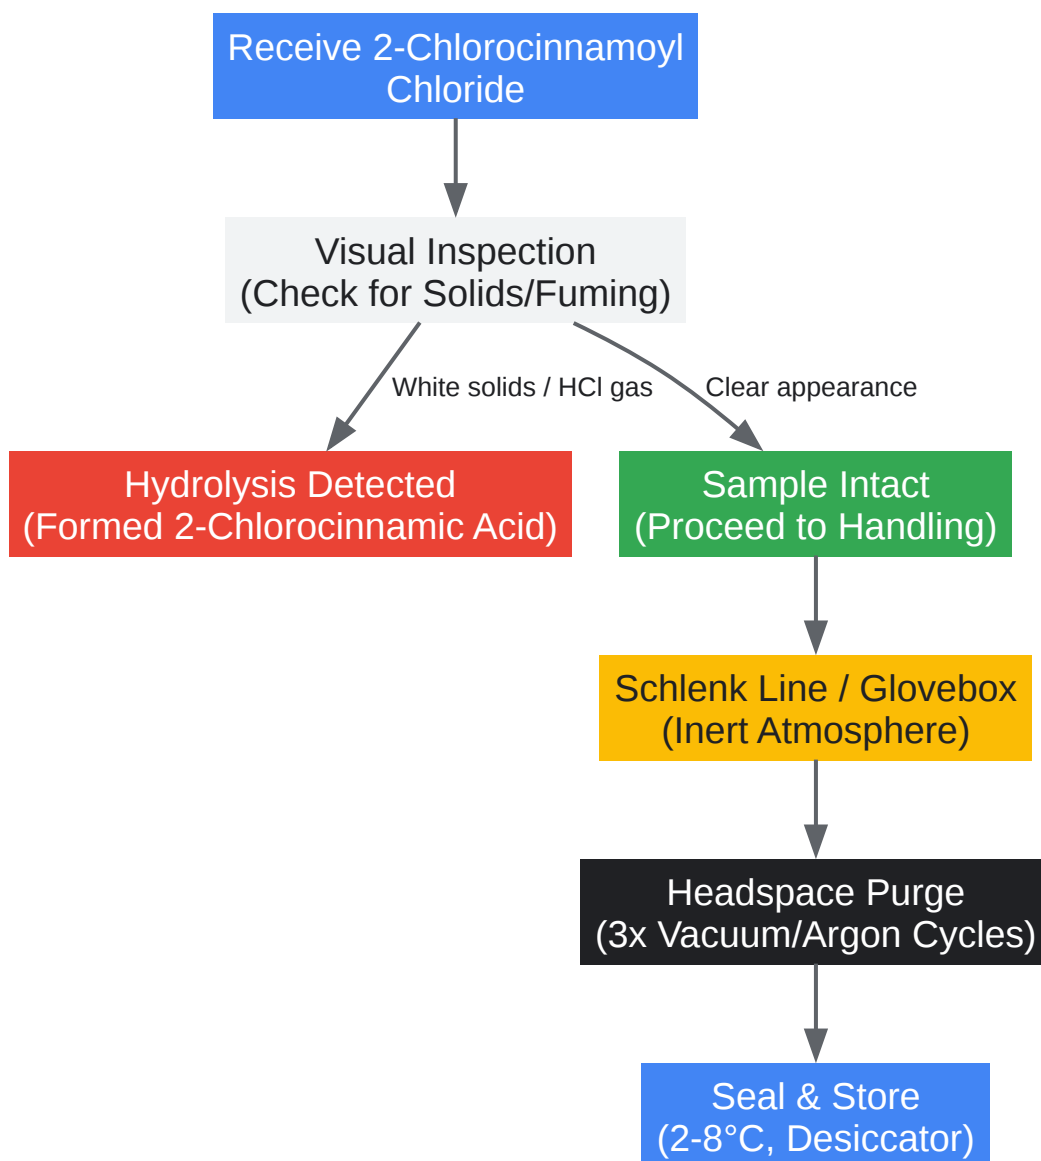 Receive 2-Chlorocinnamoyl
Chloride
Visual Inspection
(Check for Solids/Fuming)
White solids / HCl gas
Clear appearance
Hydrolysis Detected
(Formed 2-Chlorocinnamic Acid)
Sample Intact
(Proceed to Handling)
Schlenk Line / Glovebox
(Inert Atmosphere)
Headspace Purge
(3x Vacuum/Argon Cycles)
Seal & Store
(2-8°C, Desiccator)